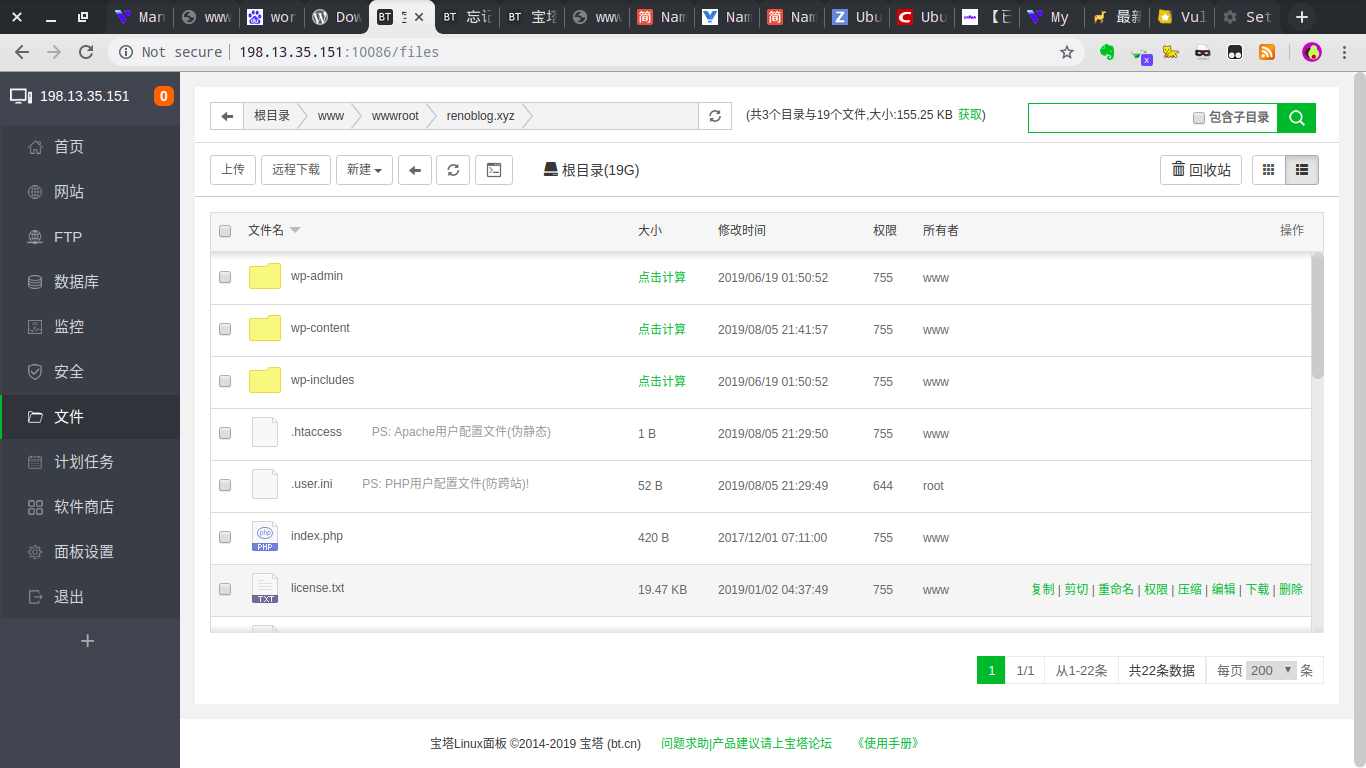 Mar
www
wor
Dow
宝
忘记
宝塔
www
Nam
Nam
Nam
Ubu
Ubu
【E
My
最新
Vul
Set
Not secure
198.13.35.151:10086/files
198.13.35.151
0
首页
网站
FTP
数据库
监控
安全
文件
计划任务
软件商店
面板设置
退出
根目录
www
wwwroot
renoblog.xyz
(共3个目录与19个文件,大小:155.25 KB 获取)
包含子目录
上传
远程下载
新建
根目录(19G)
回收站
文件名 大小 修改时间 权限 所有者 操作
wp-admin 点击计算 2019/06/19 01:50:52 755 www
wp-content 点击计算 2019/08/05 21:41:57 755 www
wp-includes 点击计算 2019/06/19 01:50:52 755 www
.htaccess PS: Apache用户配置文件(伪静态) 1 B 2019/08/05 21:29:50 755 www
.user.ini PS: PHP用户配置文件(防跨站)! 52 B 2019/08/05 21:29:49 644 root
php
PHP
index.php 420 B 2017/12/01 07:11:00 755 www
TXT
license.txt 19.47 KB 2019/01/02 04:37:49 755 www 复制 | 剪切 | 重命名 | 权限 | 压缩 | 编辑 | 下载 | 删除
1 1/1 从1-22条 共22条数据 每页 200 条
宝塔Linux面板 ©2014-2019 宝塔 (bt.cn) 问题求助|产品建议请上宝塔论坛 《使用手册》